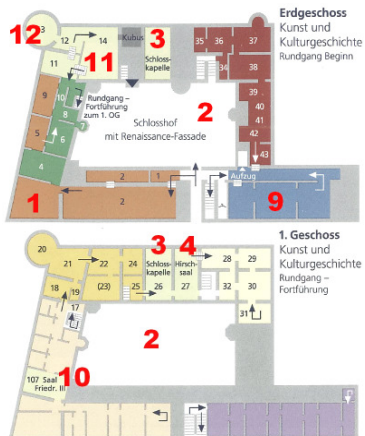 Erdgeschoss
Kunst und
Kulturgeschichte
Rundgang Beginn
12
13
12
14
Kubus
3
35
36
37
11
11
Schloss-
kapelle
34
38
9
10
Rundgang –
Fortführung
zum 1. OG
8
7
2
39
40
41
42
43
5
6
Schlosshof
mit Renaissance-Fassade
4
2
1
Aufzug
1
2
9
1. Geschoss
Kunst und
Kulturgeschichte
Rundgang –
Fortführung
20
3
4
21
22
24
Schloss-
kapelle
Hirsch-
saal
28
29
18
19
(23)
25
26
27
32
30
17
31
2
107 Saal
Friedr. III
10